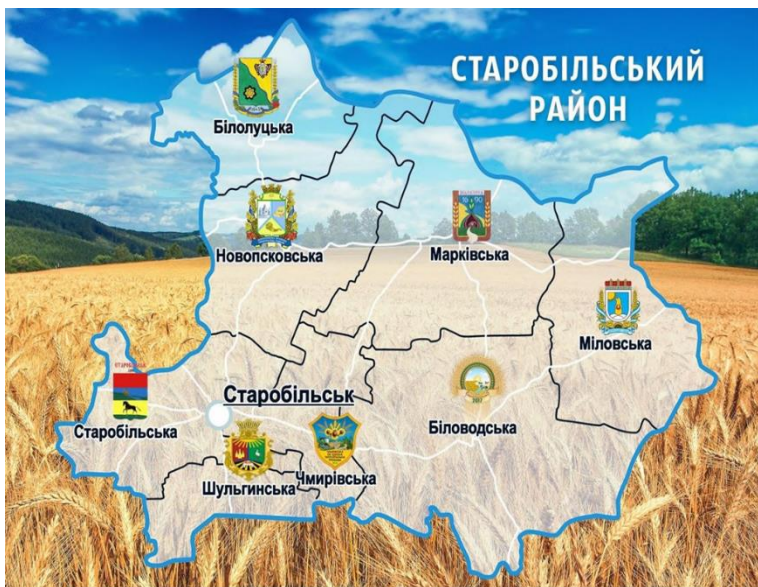 СТАРОБІЛЬСЬКИЙ
РАЙОН
Білолуцька
Новопсковська
Марківська
Міловська
Старобільськ
Старобільська
Біловодська
Шульгинська
Чмирівська